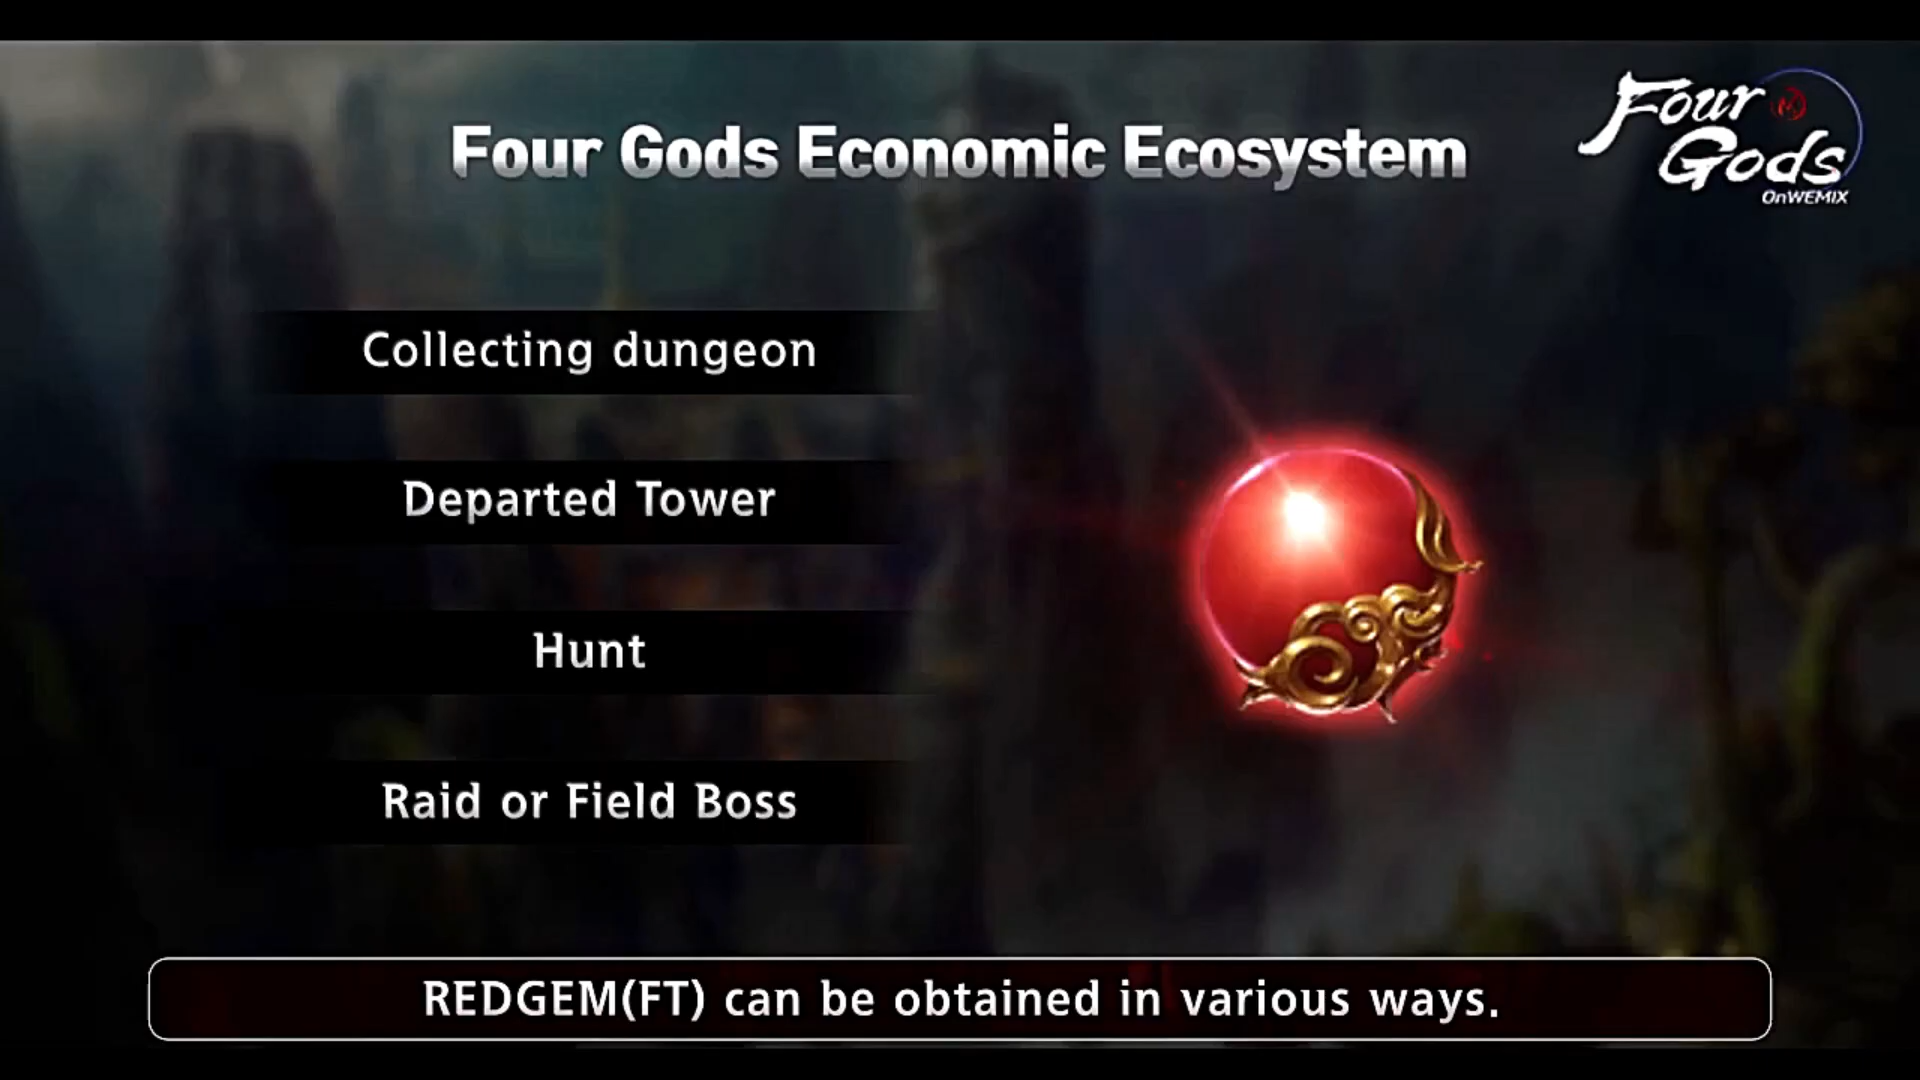 Four Gods Economic Ecosystem
Four
Gods
OnWEMIX
Collecting dungeon
Departed Tower
Hunt
Raid or Field Boss
REDGEM(FT) can be obtained in various ways.